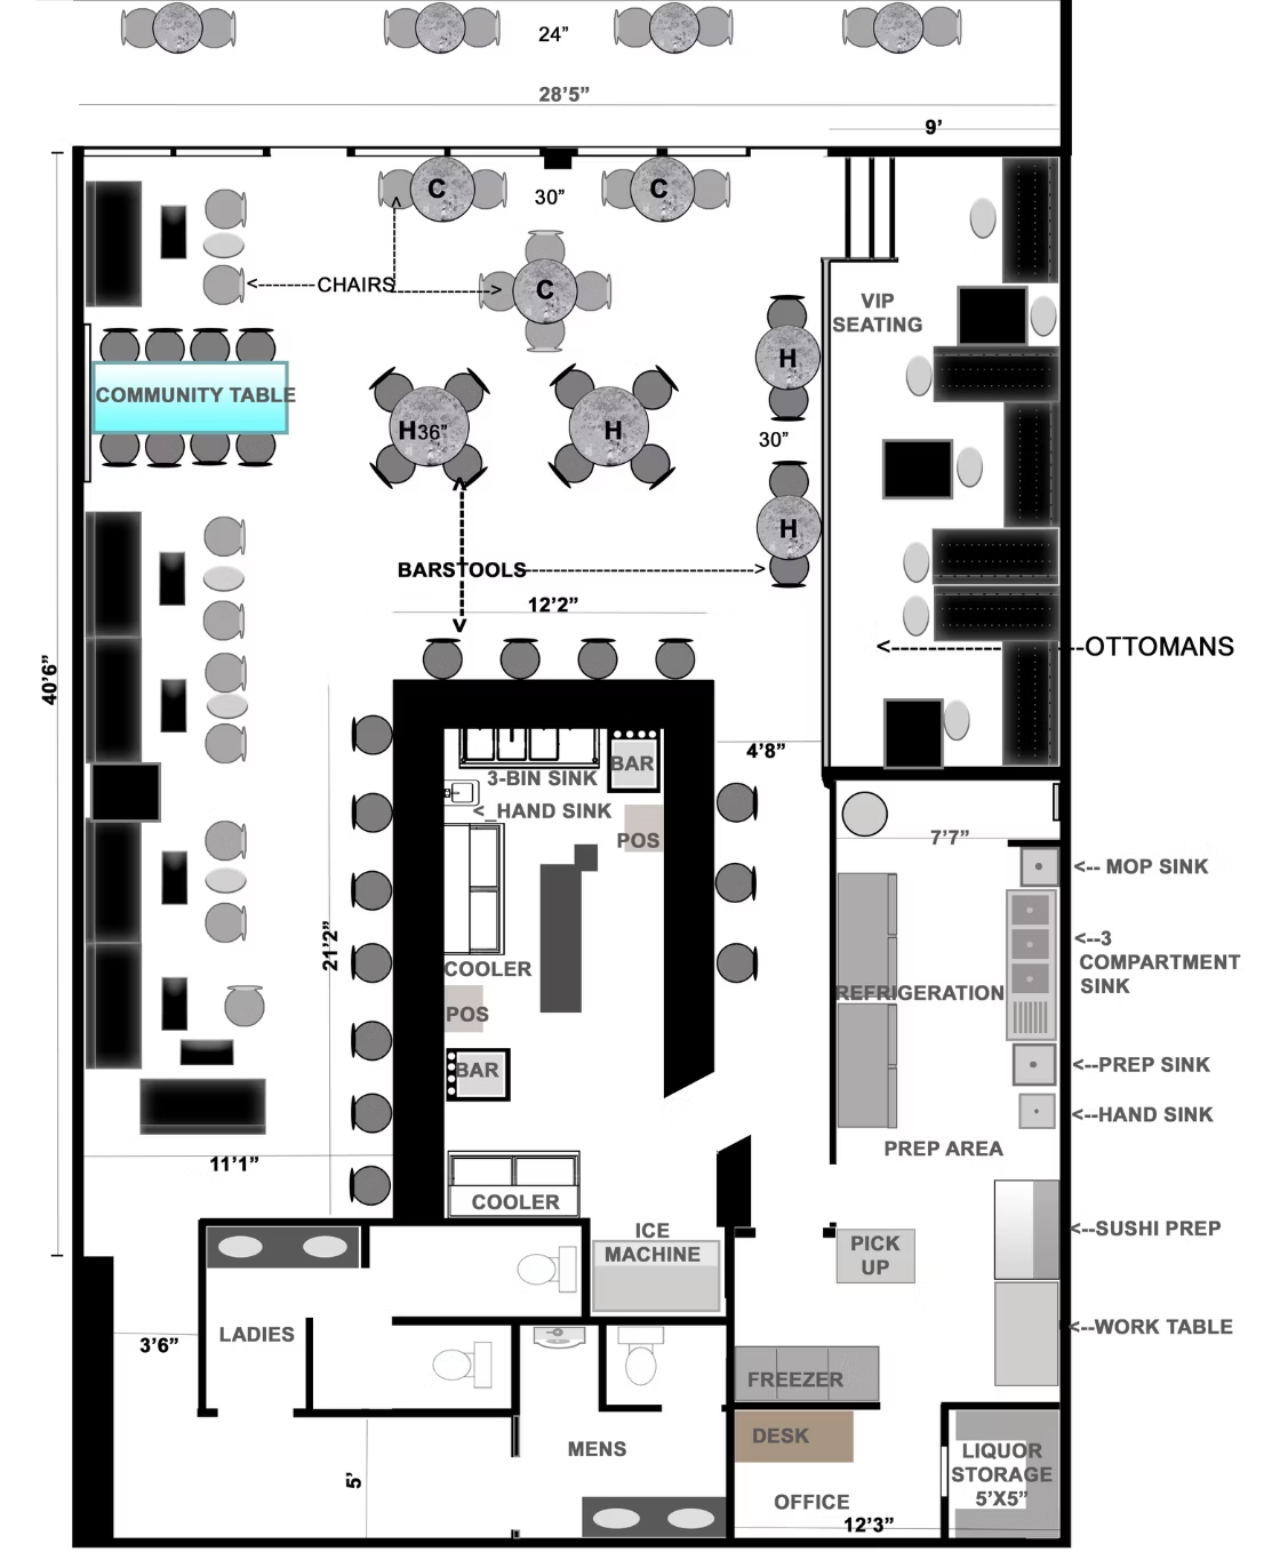 24”
28'5”
9'
C
C
30”
CHAIRS
C
VIP
SEATING
H
COMMUNITY TABLE
H36”
H
30”
H
BARSTOOLS
12'2”
OTTOMANS
40'6”
4'8”
BAR
3-BIN SINK
<_HAND SINK
POS
7'7”
<-- MOP SINK
21'2”
<--3
COMPARTMENT
SINK
COOLER
REFRIGERATION
POS
BAR
<--PREP SINK
<--HAND SINK
PREP AREA
11'1”
COOLER
ICE
MACHINE
PICK
UP
<--SUSHI PREP
LADIES
3'6”
<--WORK TABLE
FREEZER
DESK
MENS
LIQUOR
STORAGE
5'X5”
5'
OFFICE
12'3”